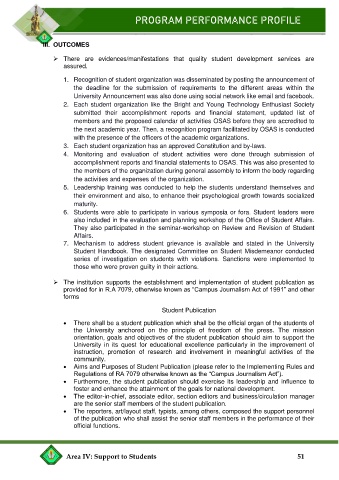 PROGRAM PERFORMANCE PROFILE
III. OUTCOMES
➢ There are evidences/manifestations that quality student development services are
assured.
1. Recognition of student organization was disseminated by posting the announcement of
the deadline for the submission of requirements to the different areas within the
University Announcement was also done using social network like email and facebook.
2. Each student organization like the Bright and Young Technology Enthusiast Society
submitted their accomplishment reports and financial statement, updated list of
members and the proposed calendar of activities OSAS before they are accredited to
the next academic year. Then, a recognition program facilitated by OSAS is conducted
with the presence of the officers of the academic organizations.
3. Each student organization has an approved Constitution and by-laws.
4. Monitoring and evaluation of student activities were done through submission of
accomplishment reports and financial statements to OSAS. This was also presented to
the members of the organization during general assembly to inform the body regarding
the activities and expenses of the organization.
5. Leadership training was conducted to help the students understand themselves and
their environment and also, to enhance their psychological growth towards socialized
maturity.
6. Students were able to participate in various symposia or fora. Student leaders were
also included in the evaluation and planning workshop of the Office of Student Affairs.
They also participated in the seminar-workshop on Review and Revision of Student
Affairs.
7. Mechanism to address student grievance is available and stated in the University
Student Handbook. The designated Committee on Student Misdemeanor conducted
series of investigation on students with violations. Sanctions were implemented to
those who were proven guilty in their actions.
➢ The institution supports the establishment and implementation of student publication as
provided for in R.A 7079, otherwise known as "Campus Journalism Act of 1991" and other
forms
Student Publication
• There shall be a student publication which shall be the official organ of the students of
the University anchored on the principle of freedom of the press. The mission
orientation, goals and objectives of the student publication should aim to support the
University in its quest for educational excellence particularly in the improvement of
instruction, promotion of research and involvement in meaningful activities of the
community.
• Aims and Purposes of Student Publication (please refer to the Implementing Rules and
Regulations of RA 7079 otherwise known as the "Campus Journalism Act").
• Furthermore, the student publication should exercise its leadership and influence to
foster and enhance the attainment of the goals for national development.
• The editor-in-chief, associate editor, section editors and business/circulation manager
are the senior staff members of the student publication.
• The reporters, art/layout staff, typists, among others, composed the support personnel
of the publication who shall assist the senior staff members in the performance of their
official functions.
Area IV: Support to Students 51